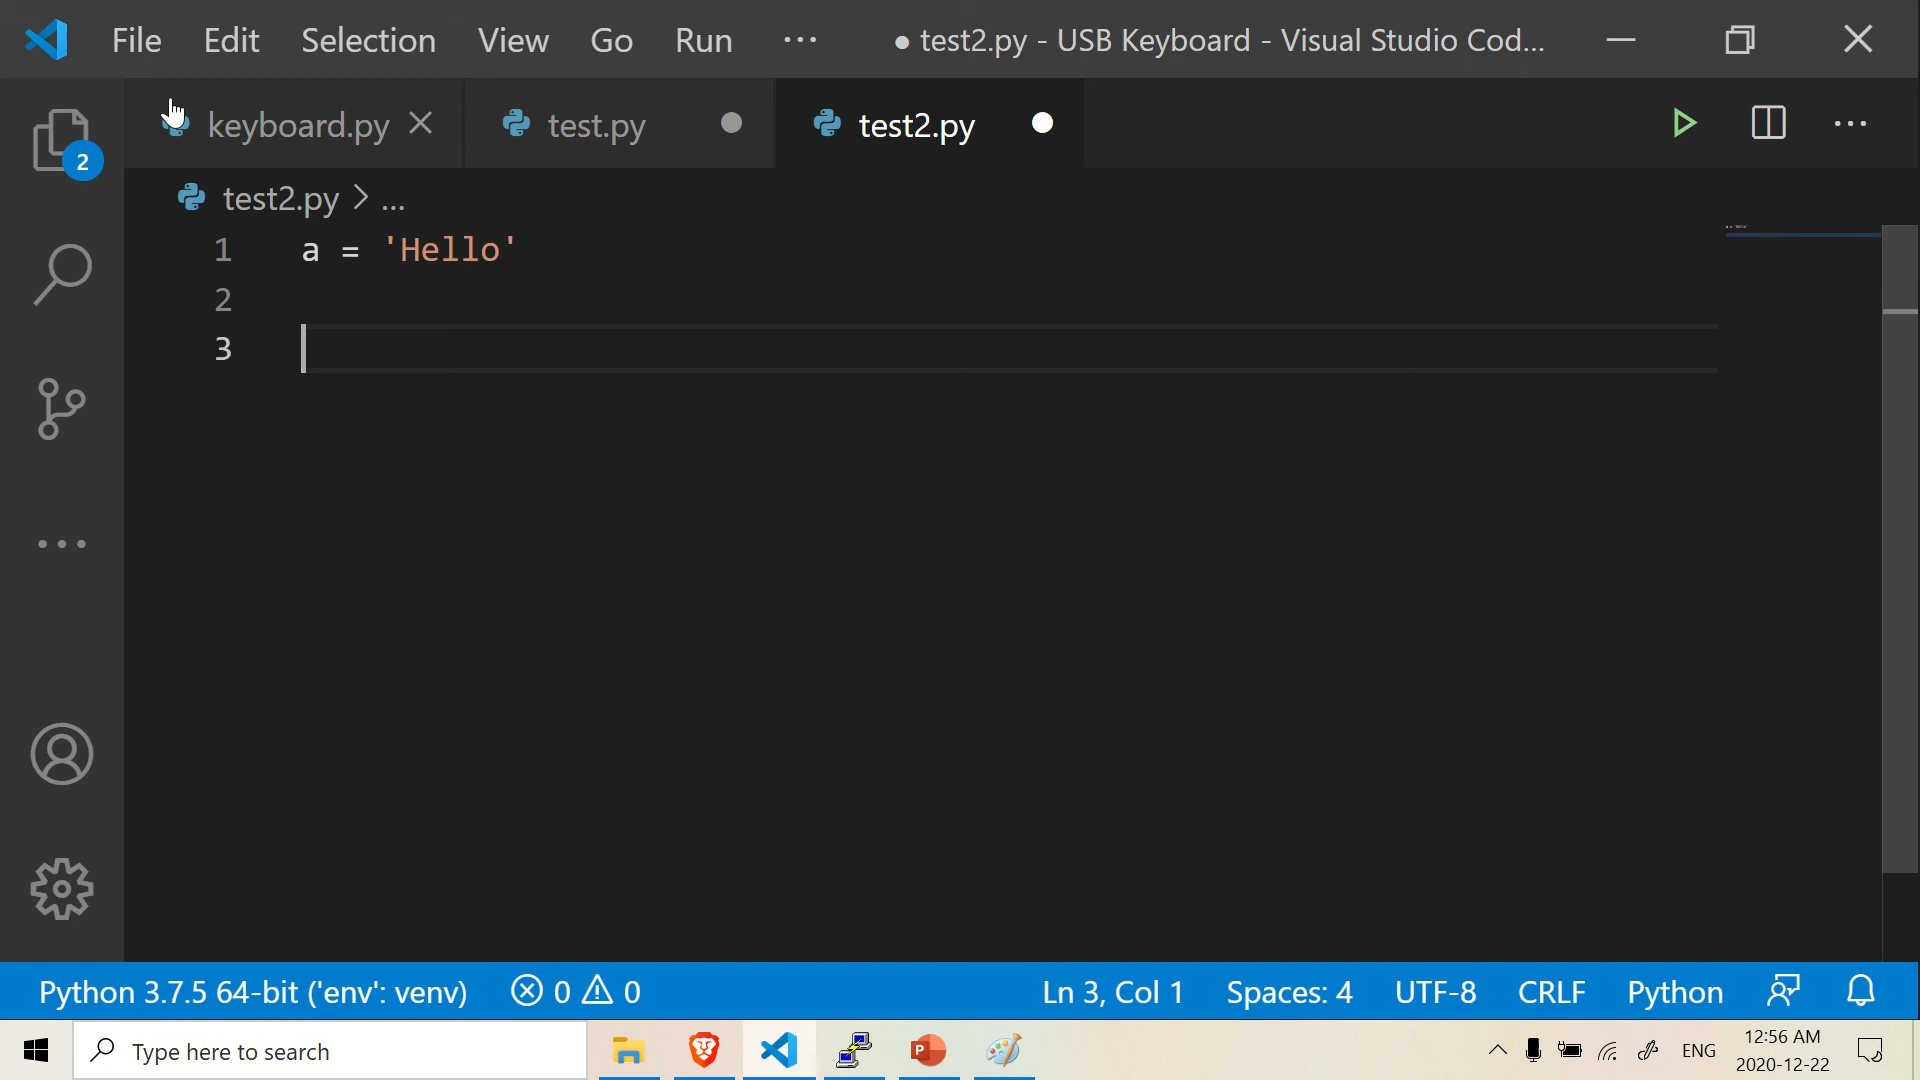 File Edit Selection View Go Run ··· ● test2.py - USB Keyboard - Visual Studio Cod...
keyboard.py test.py test2.py
2
test2.py > ...
1 a = 'Hello'
2
3
Python 3.7.5 64-bit ('env': venv) 0 0 Ln 3, Col 1 Spaces: 4 UTF-8 CRLF Python
Type here to search ENG 12:56 AM
2020-12-22